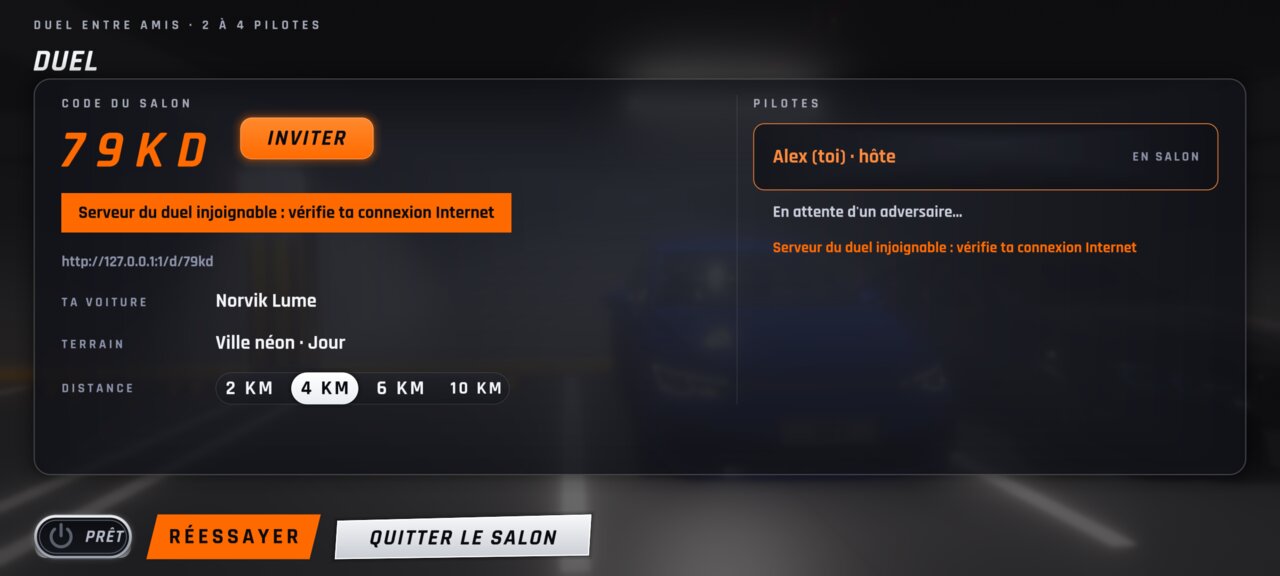 DUEL ENTRE AMIS · 2 À 4 PILOTES
DUEL
CODE DU SALON
79KD
INVITER
Serveur du duel injoignable : vérifie ta connexion Internet
http://127.0.0.1:1/d/79kd
TA VOITURE Norvik Lume
TERRAIN Ville néon · Jour
DISTANCE 2 KM 4 KM 6 KM 10 KM
PILOTES
Alex (toi) · hôte EN SALON
En attente d'un adversaire...
Serveur du duel injoignable : vérifie ta connexion Internet
PRÊT RÉESSAYER QUITTER LE SALON